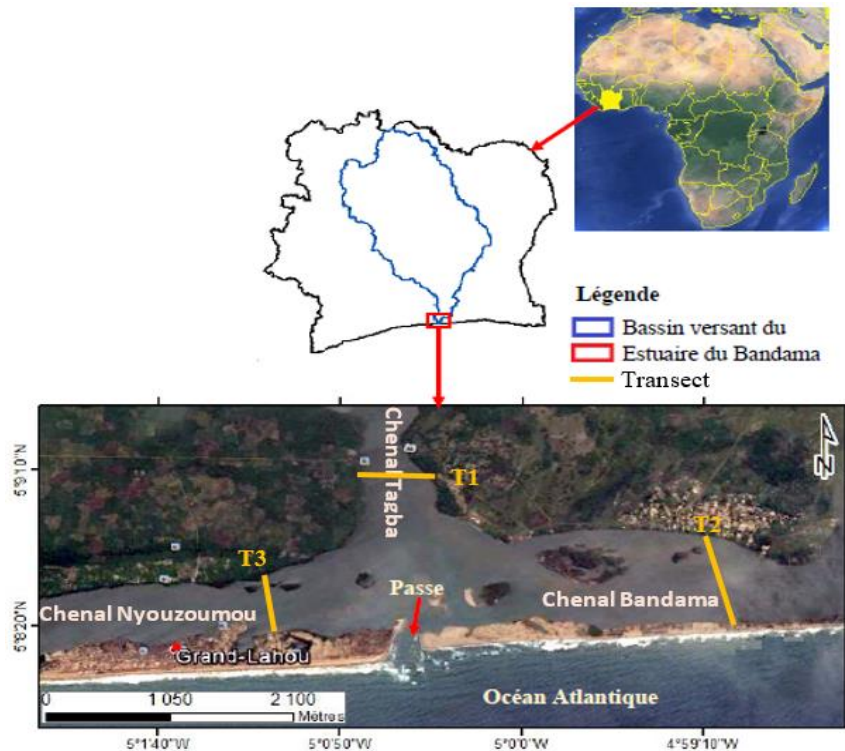 Légende
Bassin versant du
Estuaire du Bandama
Transect
N
Chenal Tagba
T1
T2
T3
Passe
Chenal Nyouzoumou
Chenal Bandama
Grand-Lahou
Océan Atlantique
0 1 050 2 100
Mètres
5°9'10"
5°8'20"N
5°1'40"W 5°0'50"W 5°0'0"W 4°59'10"W